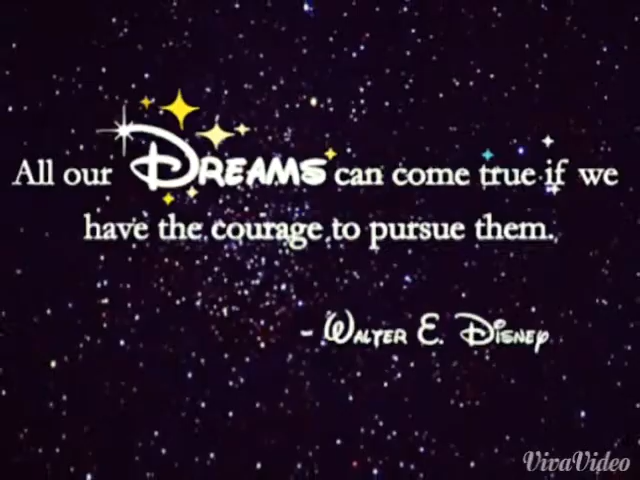 All our DREAMS can come true if we
have the courage to pursue them.
- WALTER E. DISNEY
VivaVideo